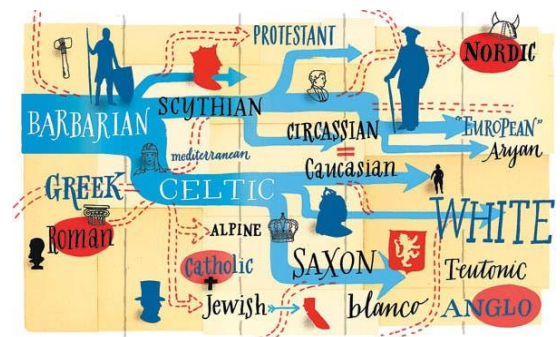 PROTESTANT
NORDIC
SCYTHIAN
BARBARIAN
CIRCASSIAN
"EUROPEAN"
Aryan
mediterranean
Caucasian
GREEK
CELTIC
WHITE
Roman
ALPINE
Catholic
SAXON
Teutonic
Jewish
blanco
ANGLO